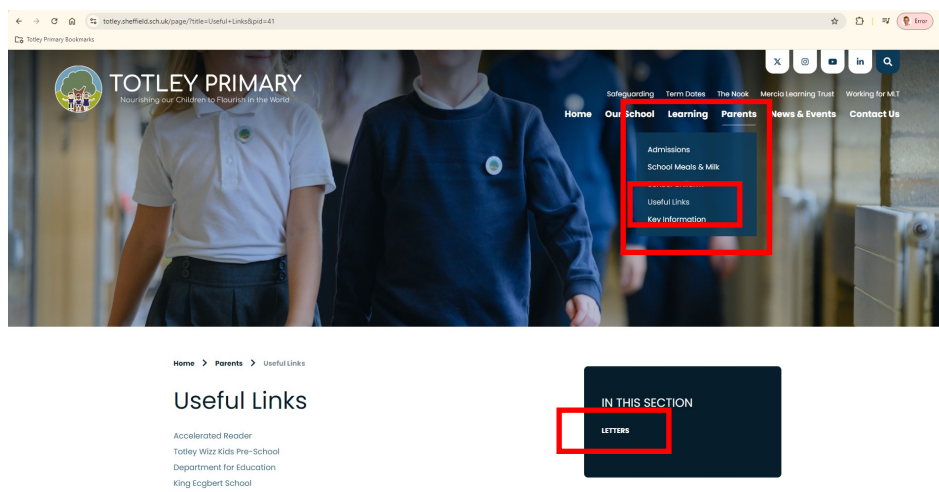 totley.sheffield.sch.uk/page/?title=Useful+Links&pid=41
Error
Totley Primary Bookmarks
TOTLEY PRIMARY
Nourishing our Children to Flourish in the World
Safeguarding Term Dates The Nook Mercia Learning Trust Working for MLT
Home Our School Learning Parents News & Events Contact Us
Admissions
School Meals & Milk
Useful Links
Key Information
Home > Parents > Useful Links
Useful Links
Accelerated Reader
Totley Wizz Kids Pre-School
Department for Education
King Ecgbert School
IN THIS SECTION
LETTERS